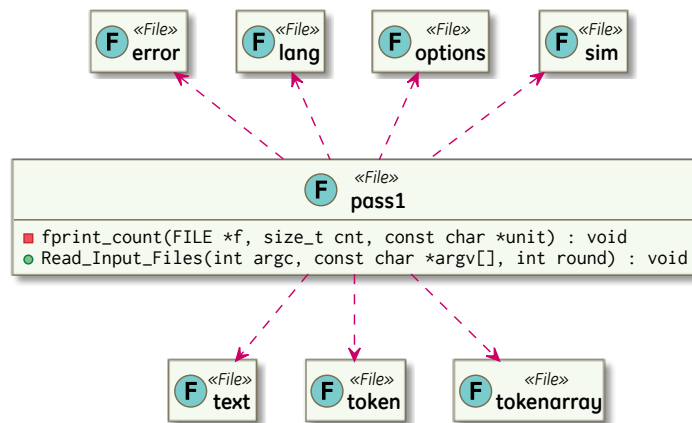 F «File» error
F «File» lang
F «File» options
F «File» sim
F «File» pass1
fprint_count(FILE *f, size_t cnt, const char *unit) : void
Read_Input_Files(int argc, const char *argv[], int round) : void
F «File» text
F «File» token
F «File» tokenarray